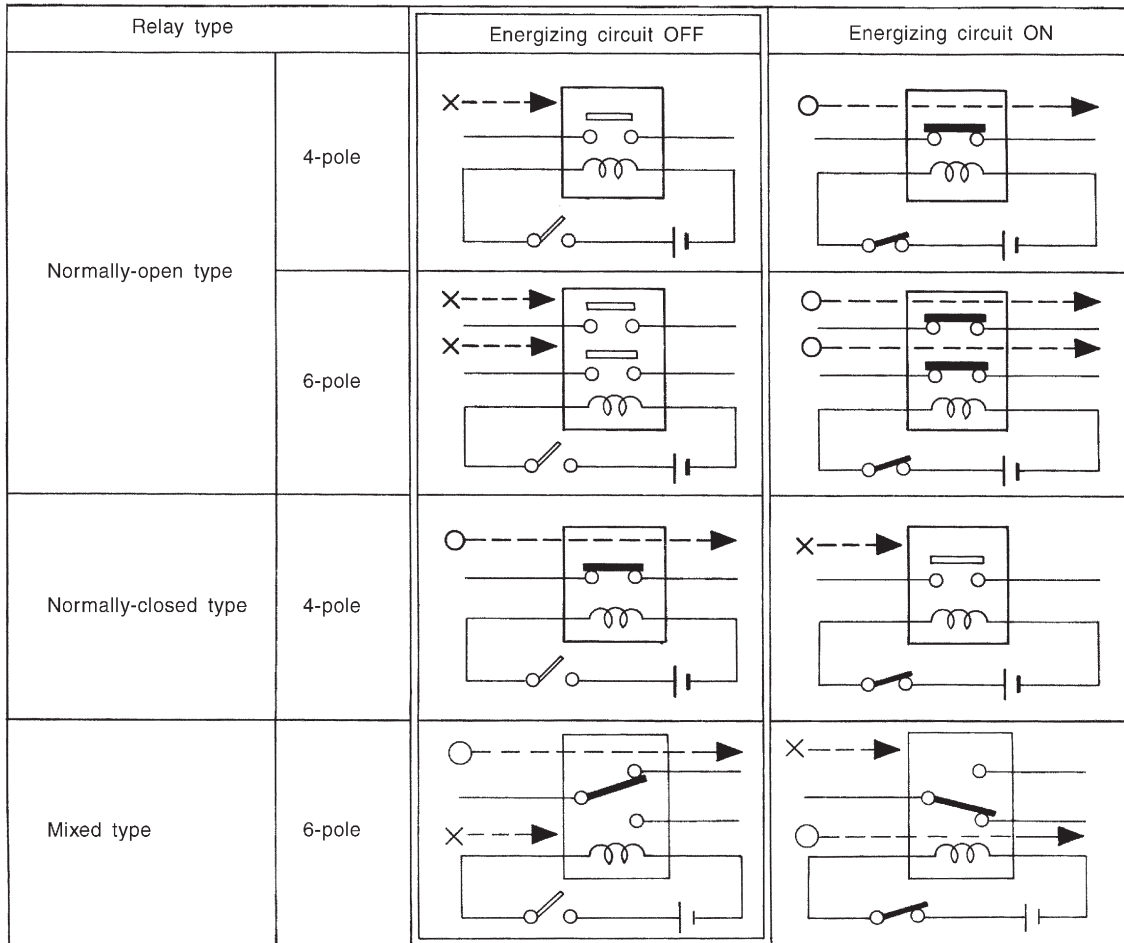 Relay type
Energizing circuit OFF
Energizing circuit ON
Normally-open type
4-pole
6-pole
Normally-closed type
4-pole
Mixed type
6-pole